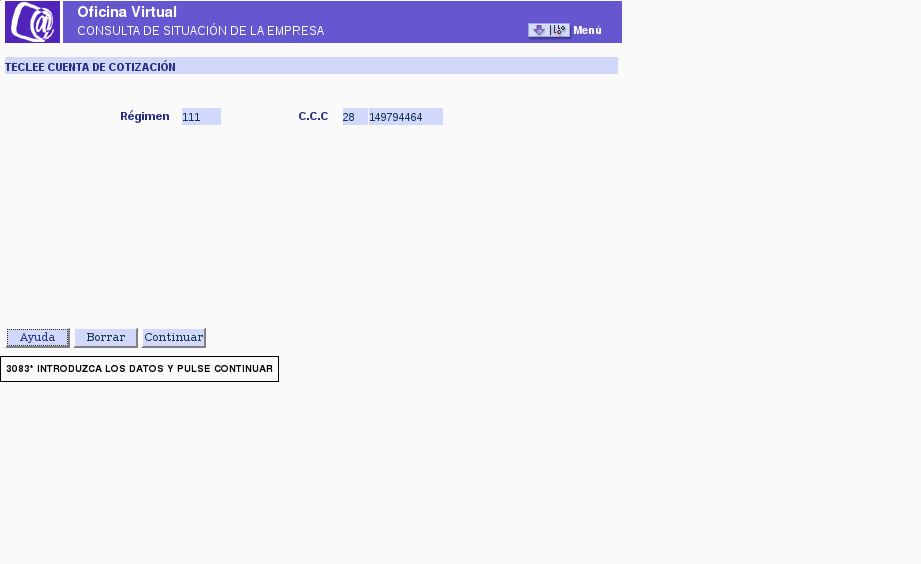 Oficina Virtual
CONSULTA DE SITUACIÓN DE LA EMPRESA
Menú
TECLEE CUENTA DE COTIZACIÓN
Régimen 111 C.C.C 28 149794464
Ayuda Borrar Continuar
3083* INTRODUZCA LOS DATOS Y PULSE CONTINUAR